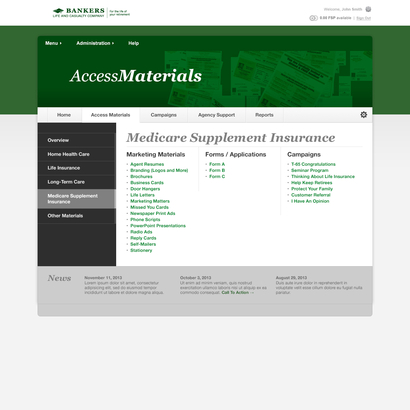 BANKERS
LIFE AND CASUALTY COMPANY
For the life of
your retirement
Welcome, John Smith
0.00 FSP available | Sign Out
Menu
Administration
Help
AccessMaterials
Home
Access Materials
Campaigns
Agency Support
Reports
Overview
Home Health Care
Life Insurance
Long-Term Care
Medicare Supplement
Insurance
Other Materials
Medicare Supplement Insurance
Marketing Materials
Agent Resumes
Branding (Logos and More)
Brochures
Business Cards
Door Hangers
Life Letters
Marketing Matters
Missed You Cards
Newspaper Print Ads
Phone Scripts
PowerPoint Presentations
Radio Ads
Reply Cards
Self-Mailers
Stationery
Forms / Applications
Form A
Form B
Form C
Campaigns
T-65 Congratulations
Seminar Program
Thinking About Life Insurance
Help Keep Retirees
Protect Your Family
Customer Referral
I Have An Opinion
News
November 11, 2013
Lorem ipsum dolor sit amet, consectetur
adipisicing elit, sed do eiusmod tempor
incididunt ut labore et dolore magna aliqua.
October 2, 2013
Ut enim ad minim veniam, quis nostrud
exercitation ullamco laboris nisi ut aliquip ex ea
commodo consequat. Call To Action →
August 29, 2013
Duis aute irure dolor in reprehenderit in
voluptate velit esse cillum dolore eu fugiat nulla
pariatur.